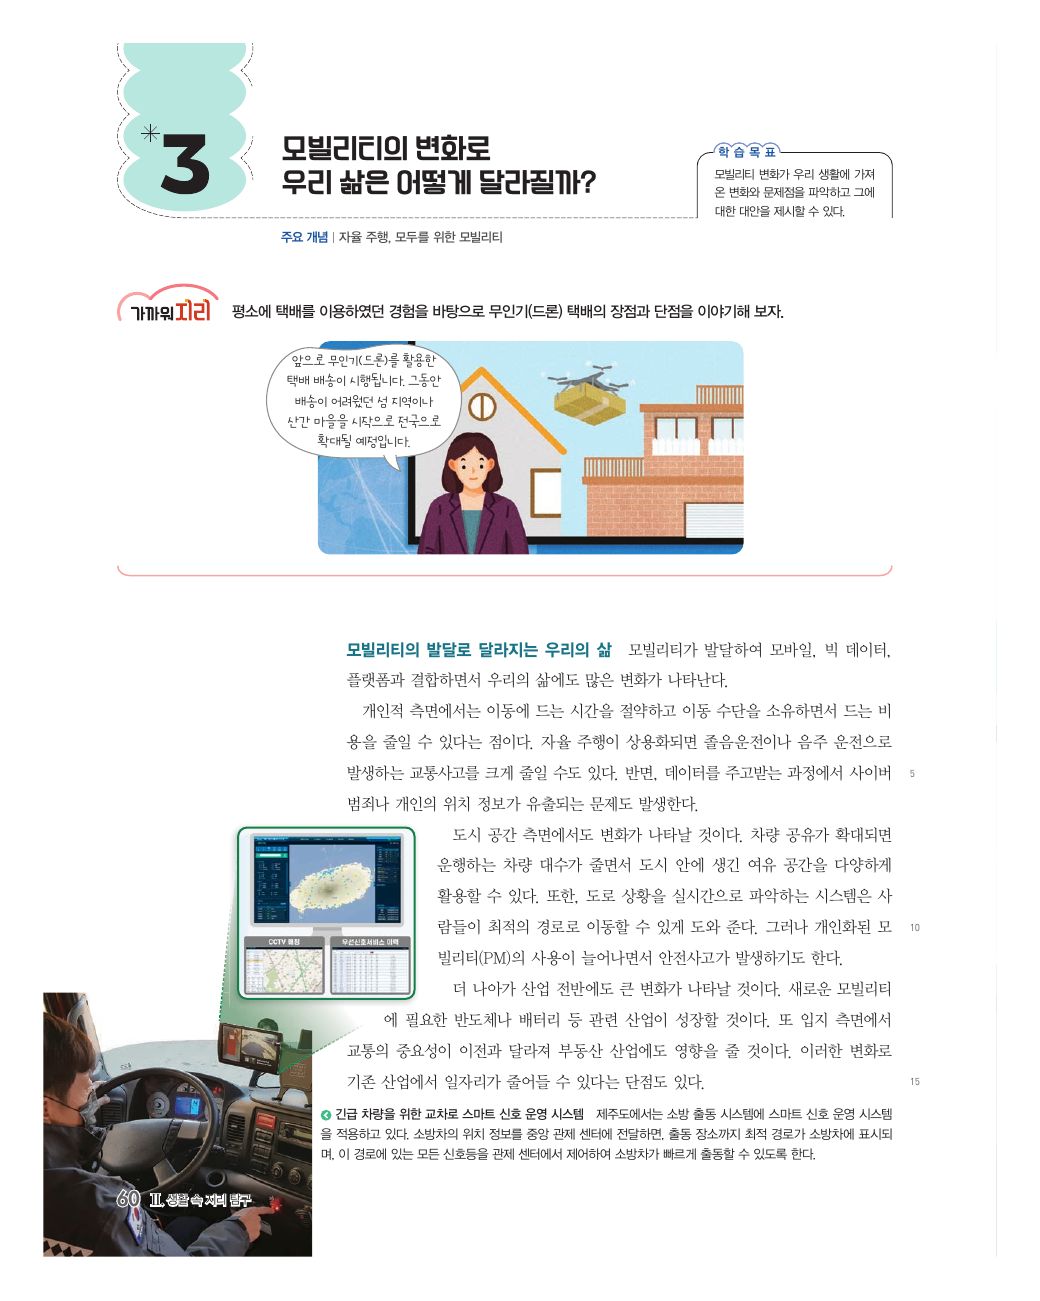 3
모빌리티의 변화로
우리 삶은 어떻게 달라질까?
학습 목표
모빌리티 변화가 우리 생활에 가져
온 변화와 문제점을 파악하고 그에
대한 대안을 제시할 수 있다.
주요 개념 | 자율 주행, 모두를 위한 모빌리티
가까워지리
평소에 택배를 이용하였던 경험을 바탕으로 무인기(드론) 택배의 장점과 단점을 이야기해 보자.
앞으로 무인기(드론)를 활용한
택배 배송이 시행됩니다. 그동안
배송이 어려웠던 섬 지역이나
산간 마을을 시작으로 전국으로
확대될 예정입니다.
모빌리티의 발달로 달라지는 우리의 삶 모빌리티가 발달하여 모바일, 빅 데이터,
플랫폼과 결합하면서 우리의 삶에도 많은 변화가 나타난다.
개인적 측면에서는 이동에 드는 시간을 절약하고 이동 수단을 소유하면서 드는 비
용을 줄일 수 있다는 점이다. 자율 주행이 상용화되면 졸음운전이나 음주 운전으로
발생하는 교통사고를 크게 줄일 수도 있다. 반면, 데이터를 주고받는 과정에서 사이버 5
범죄나 개인의 위치 정보가 유출되는 문제도 발생한다.
도시 공간 측면에서도 변화가 나타날 것이다. 차량 공유가 확대되면
운행하는 차량 대수가 줄면서 도시 안에 생긴 여유 공간을 다양하게
활용할 수 있다. 또한, 도로 상황을 실시간으로 파악하는 시스템은 사
람들이 최적의 경로로 이동할 수 있게 도와 준다. 그러나 개인화된 모 10
빌리티(PM)의 사용이 늘어나면서 안전사고가 발생하기도 한다.
더 나아가 산업 전반에도 큰 변화가 나타날 것이다. 새로운 모빌리티
에 필요한 반도체나 배터리 등 관련 산업이 성장할 것이다. 또 입지 측면에서
교통의 중요성이 이전과 달라져 부동산 산업에도 영향을 줄 것이다. 이러한 변화로
기존 산업에서 일자리가 줄어들 수 있다는 단점도 있다. 15
CCTV 매핑
우선신호서비스 이력
긴급 차량을 위한 교차로 스마트 신호 운영 시스템 제주도에서는 소방 출동 시스템에 스마트 신호 운영 시스템
을 적용하고 있다. 소방차의 위치 정보를 중앙 관제 센터에 전달하면, 출동 장소까지 최적 경로가 소방차에 표시되
며, 이 경로에 있는 모든 신호등을 관제 센터에서 제어하여 소방차가 빠르게 출동할 수 있도록 한다.
60 Ⅱ. 생활 속 지리 탐구